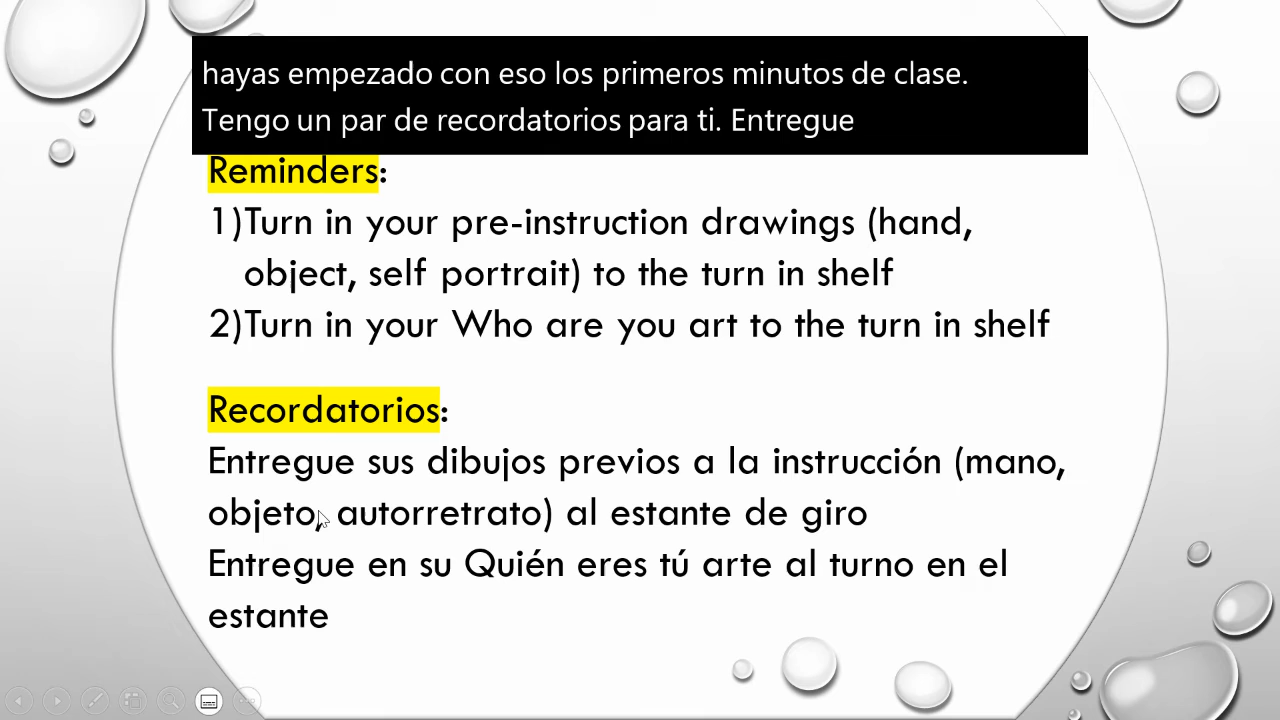 hayas empezado con eso los primeros minutos de clase.
Tengo un par de recordatorios para ti. Entregue
Reminders:
1)Turn in your pre-instruction drawings (hand,
object, self portrait) to the turn in shelf
2)Turn in your Who are you art to the turn in shelf
Recordatorios:
Entregue sus dibujos previos a la instrucción (mano,
objeto, autorretrato) al estante de giro
Entregue en su Quién eres tú arte al turno en el
estante